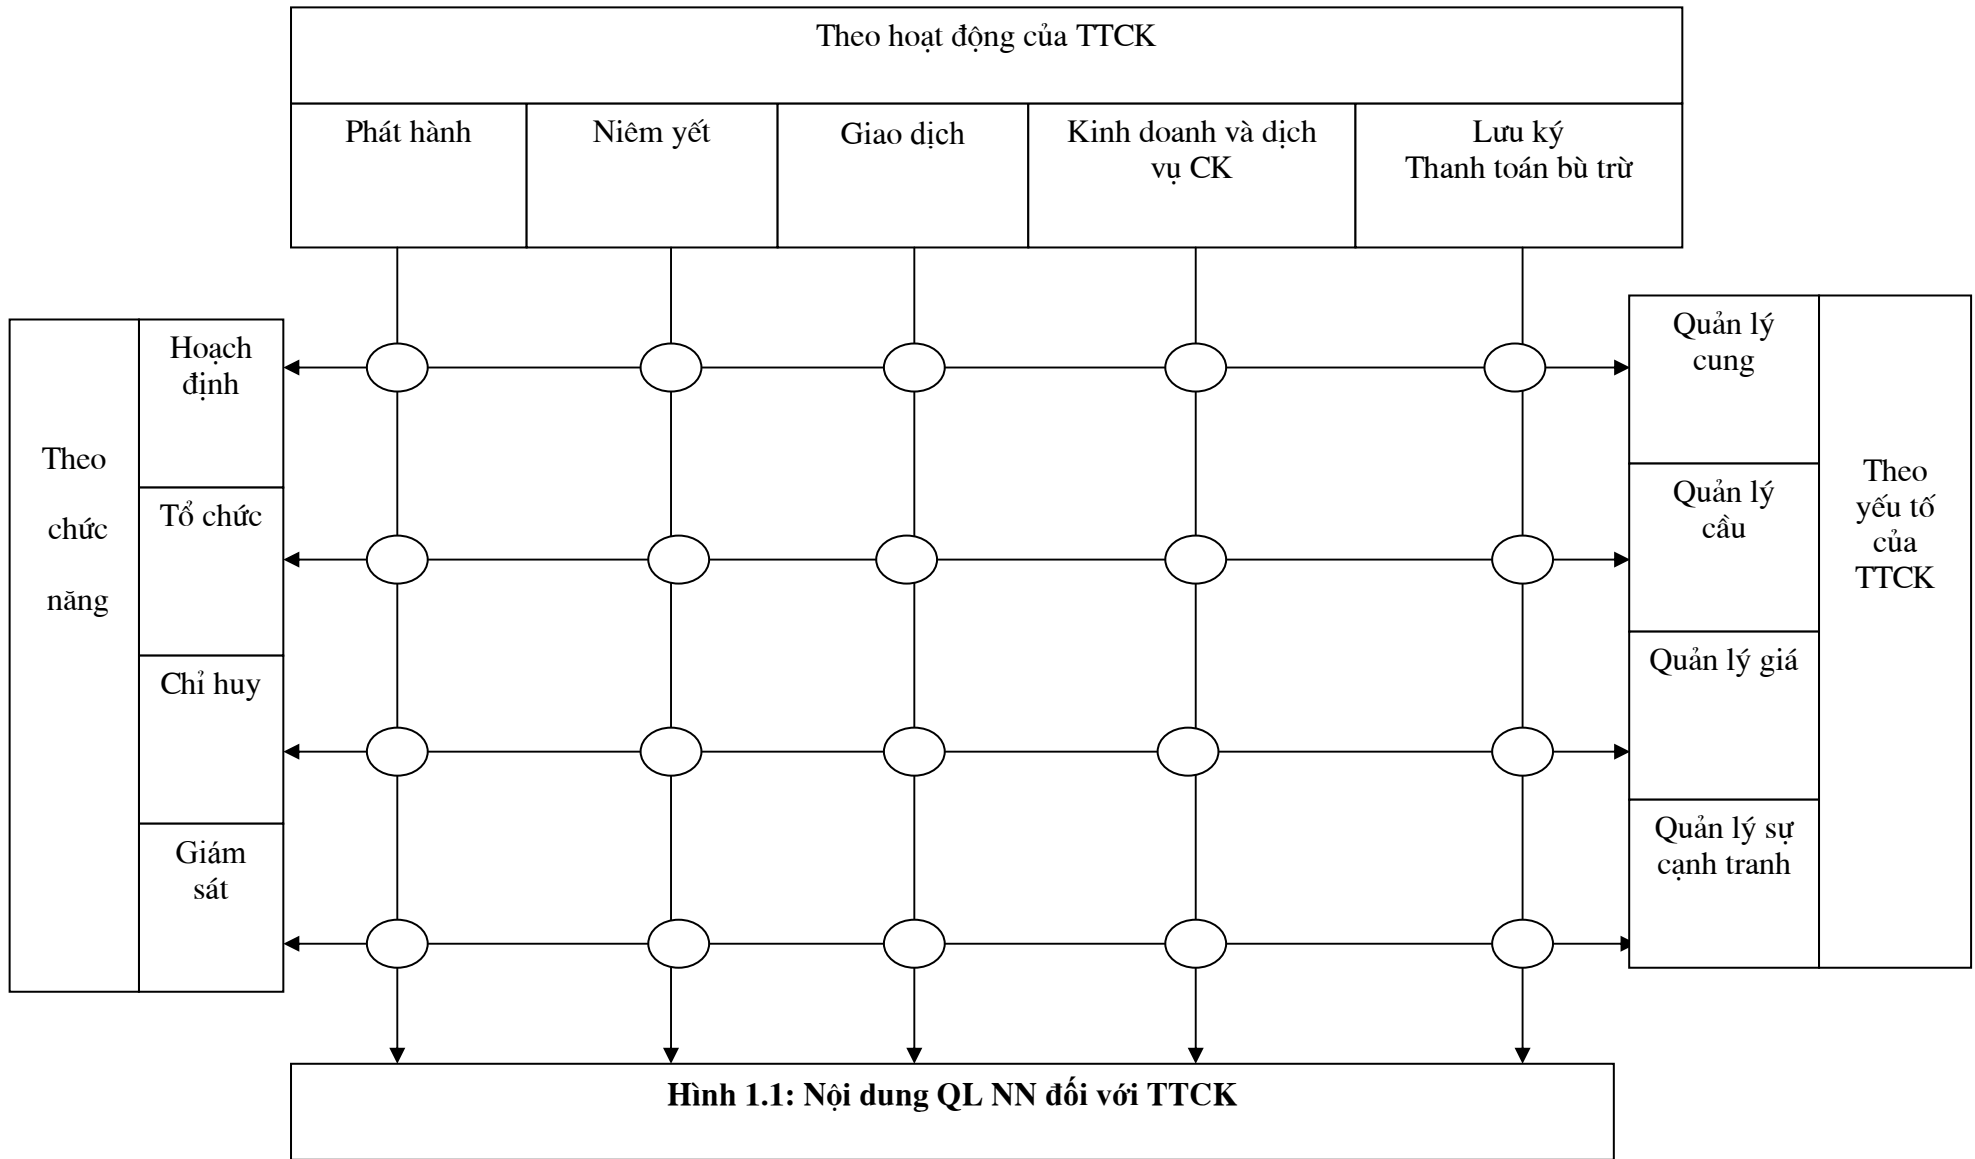 Theo hoạt động của TTCK
Phát hành
Niêm yết
Giao dịch
Kinh doanh và dịch
vụ CK
Lưu ký
Thanh toán bù trừ
Theo
chức
năng
Hoạch
định
Tổ chức
Chỉ huy
Giám
sát
Quản lý
cung
Quản lý
cầu
Quản lý giá
Quản lý sự
cạnh tranh
Theo
yếu tố
của
TTCK
Hình 1.1: Nội dung QL NN đối với TTCK